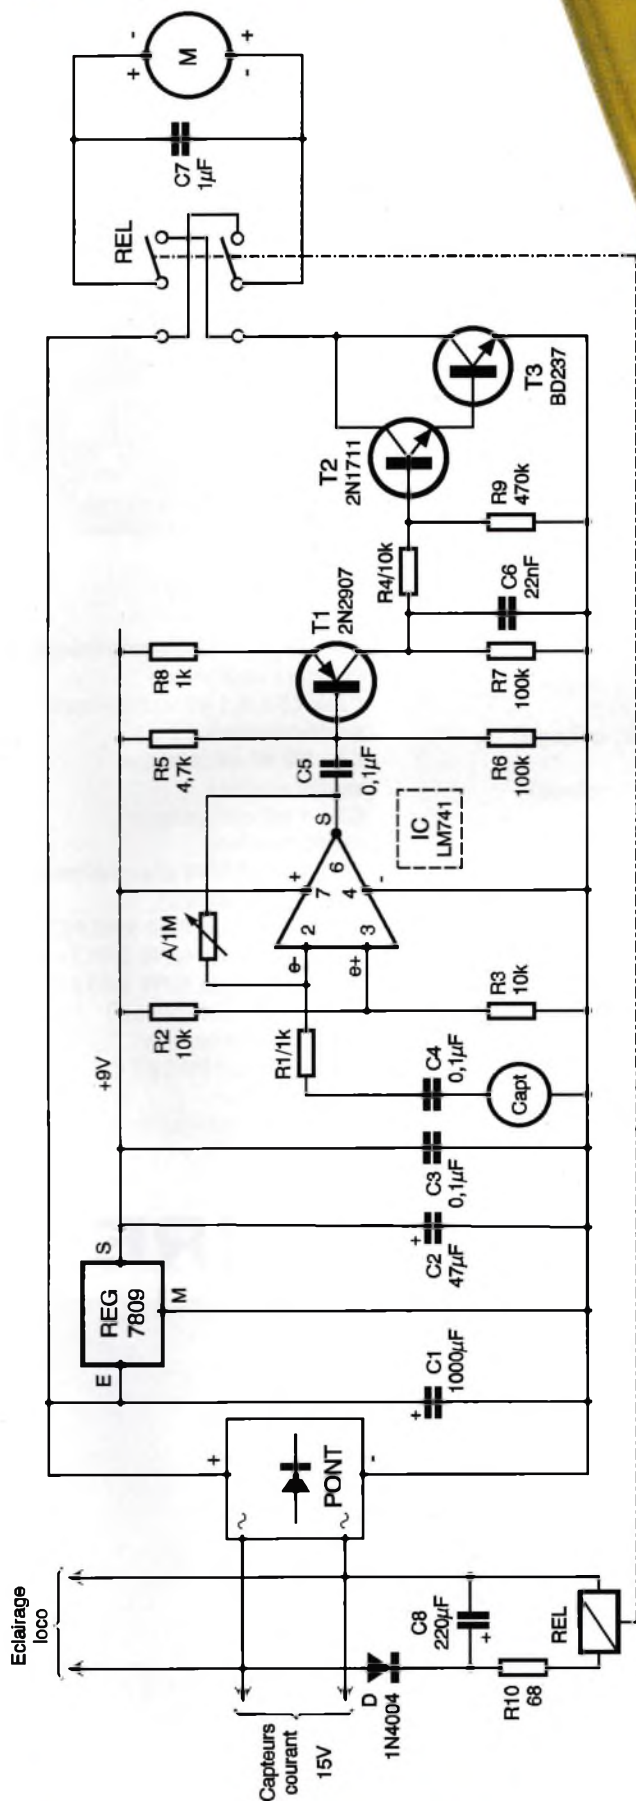 Eclairage
loco
Capteurs
courant
15V
D
1N4004
C8
220µF
+
R10
68
REL
~
~
PONT
+
-
E
REG
7809
S
M
+
C1
1000µF
+
C2
47µF
C3
0,1µF
+9V
R2
10k
R1/1k
C4
0,1µF
Capt
R3
10k
A/1M
e-
e+
2
3
7
+
4
-
6
S
IC
LM741
R5
4,7k
C5
0,1µF
R6
100k
R8
1k
T1
2N2907
R7
100k
R4/10k
C6
22nF
R9
470k
T2
2N1711
T3
BD237
REL
C7
1µF
-
+
M
+
-